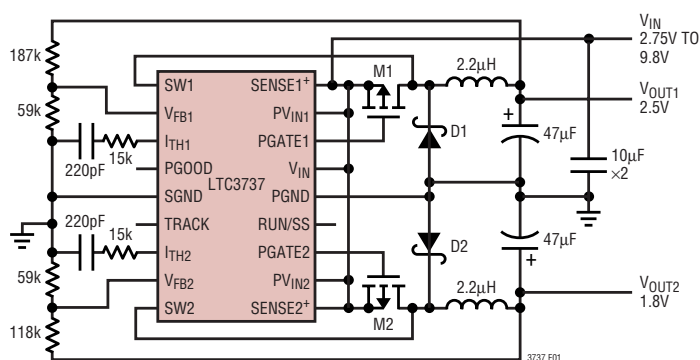 187k
59k
220pF
15k
220pF
15k
59k
118k
SW1
VFB1
ITH1
PGOOD
SGND
TRACK
ITH2
VFB2
SW2
LTC3737
SENSE1+
PVIN1
PGATE1
VIN
PGND
RUN/SS
PGATE2
PVIN2
SENSE2+
M1
M2
D1
D2
2.2µH
2.2µH
+
47µF
47µF
+
10µF
×2
VIN
2.75V TO
9.8V
VOUT1
2.5V
VOUT2
1.8V
3737 F01